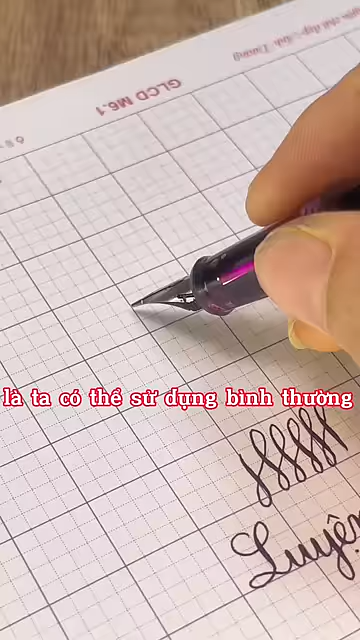 GLCD M6.1
là ta có thể sử dụng bình thường
Luyện